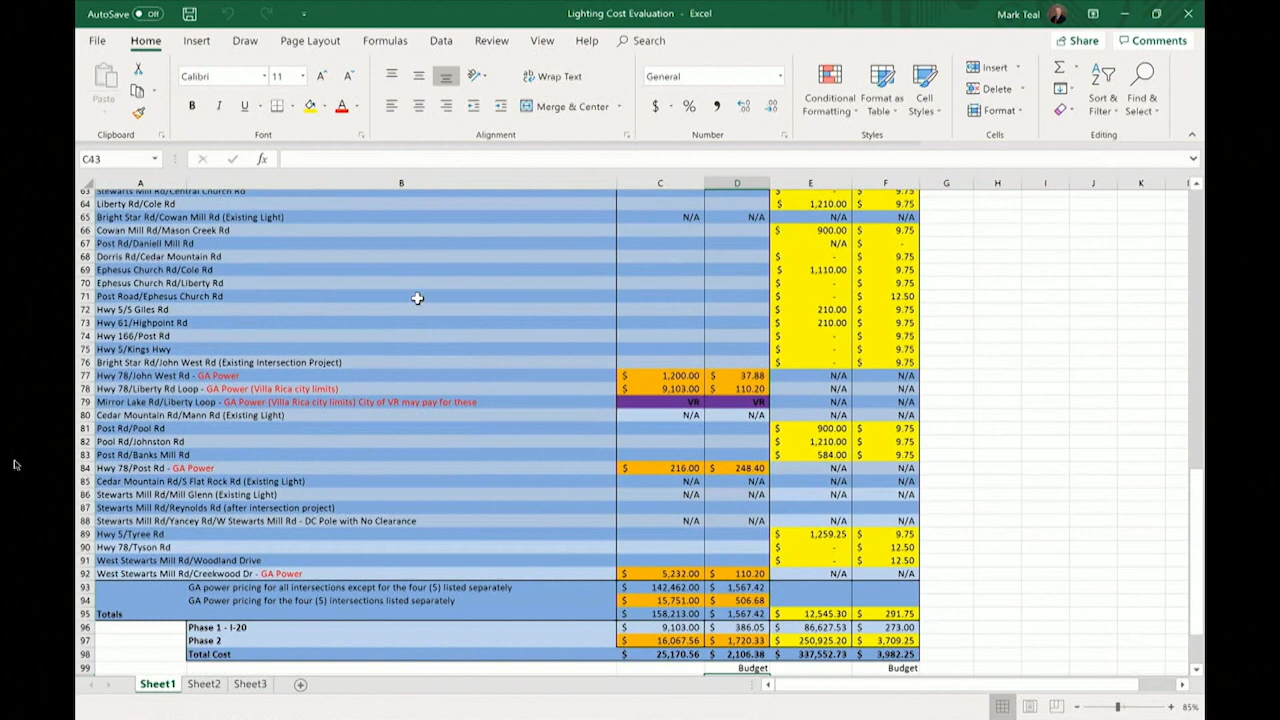 AutoSave Off Lighting Cost Evaluation - Excel Mark Teal
File Home Insert Draw Page Layout Formulas Data Review View Help Search Share Comments
Calibri 11 Wrap Text General Insert
Paste B I U Merge & Center $ % Conditional Formatting Format as Table Cell Styles Delete Format Sort & Filter Find & Select
Clipboard Font Alignment Number Styles Cells Editing
C43 fx
A B C D E F G H I J K
63 Stewarts Mill Rd/Central Church Rd $ - $ 9.75
64 Liberty Rd/Cole Rd $ 1,210.00 $ 9.75
65 Bright Star Rd/Cowan Mill Rd (Existing Light) N/A N/A N/A N/A
66 Cowan Mill Rd/Mason Creek Rd $ 900.00 $ 9.75
67 Post Rd/Daniell Mill Rd N/A $ -
68 Dorris Rd/Cedar Mountain Rd $ - $ 9.75
69 Ephesus Church Rd/Cole Rd $ 1,110.00 $ 9.75
70 Ephesus Church Rd/Liberty Rd $ - $ 9.75
71 Post Road/Ephesus Church Rd $ - $ 12.50
72 Hwy 5/S Giles Rd $ 210.00 $ 9.75
73 Hwy 61/Highpoint Rd $ 210.00 $ 9.75
74 Hwy 166/Post Rd $ - $ 9.75
75 Hwy 5/Kings Hwy $ - $ 9.75
76 Bright Star Rd/John West Rd (Existing Intersection Project) $ - $ 9.75
77 Hwy 78/John West Rd - GA Power $ 1,200.00 $ 37.88 N/A N/A
78 Hwy 78/Liberty Rd Loop - GA Power (Villa Rica city limits) $ 9,103.00 $ 110.20 N/A N/A
79 Mirror Lake Rd/Liberty Loop - GA Power (Villa Rica city limits) City of VR may pay for these VR VR N/A N/A
80 Cedar Mountain Rd/Mann Rd (Existing Light) N/A N/A N/A N/A
81 Post Rd/Pool Rd $ 900.00 $ 9.75
82 Pool Rd/Johnston Rd $ 1,210.00 $ 9.75
83 Post Rd/Banks Mill Rd $ 584.00 $ 9.75
84 Hwy 78/Post Rd - GA Power $ 216.00 $ 248.40 N/A N/A
85 Cedar Mountain Rd/S Flat Rock Rd (Existing Light) N/A N/A N/A N/A
86 Stewarts Mill Rd/Mill Glenn (Existing Light) N/A N/A N/A N/A
87 Stewarts Mill Rd/Reynolds Rd (after intersection project)
88 Stewarts Mill Rd/Yancey Rd/W Stewarts Mill Rd - DC Pole with No Clearance N/A N/A N/A N/A
89 Hwy 5/Tyree Rd $ 1,259.25 $ 9.75
90 Hwy 78/Tyson Rd $ - $ 12.50
91 West Stewarts Mill Rd/Woodland Drive $ - $ 12.50
92 West Stewarts Mill Rd/Creekwood Dr - GA Power $ 5,232.00 $ 110.20 N/A N/A
93 GA power pricing for all intersections except for the four (5) listed separately $ 142,462.00 $ 1,567.42
94 GA Power pricing for the four (5) intersections listed separately $ 15,751.00 $ 506.68
95 Totals $ 158,213.00 $ 1,567.42 $ 12,545.30 $ 291.75
96 Phase 1 - I-20 $ 9,103.00 $ 386.05 $ 86,627.53 $ 273.00
97 Phase 2 $ 16,067.56 $ 1,720.33 $ 250,925.20 $ 3,709.25
98 Total Cost $ 25,170.56 $ 2,106.38 $ 337,552.73 $ 3,982.25
99 Budget Budget
Sheet1 Sheet2 Sheet3
85%